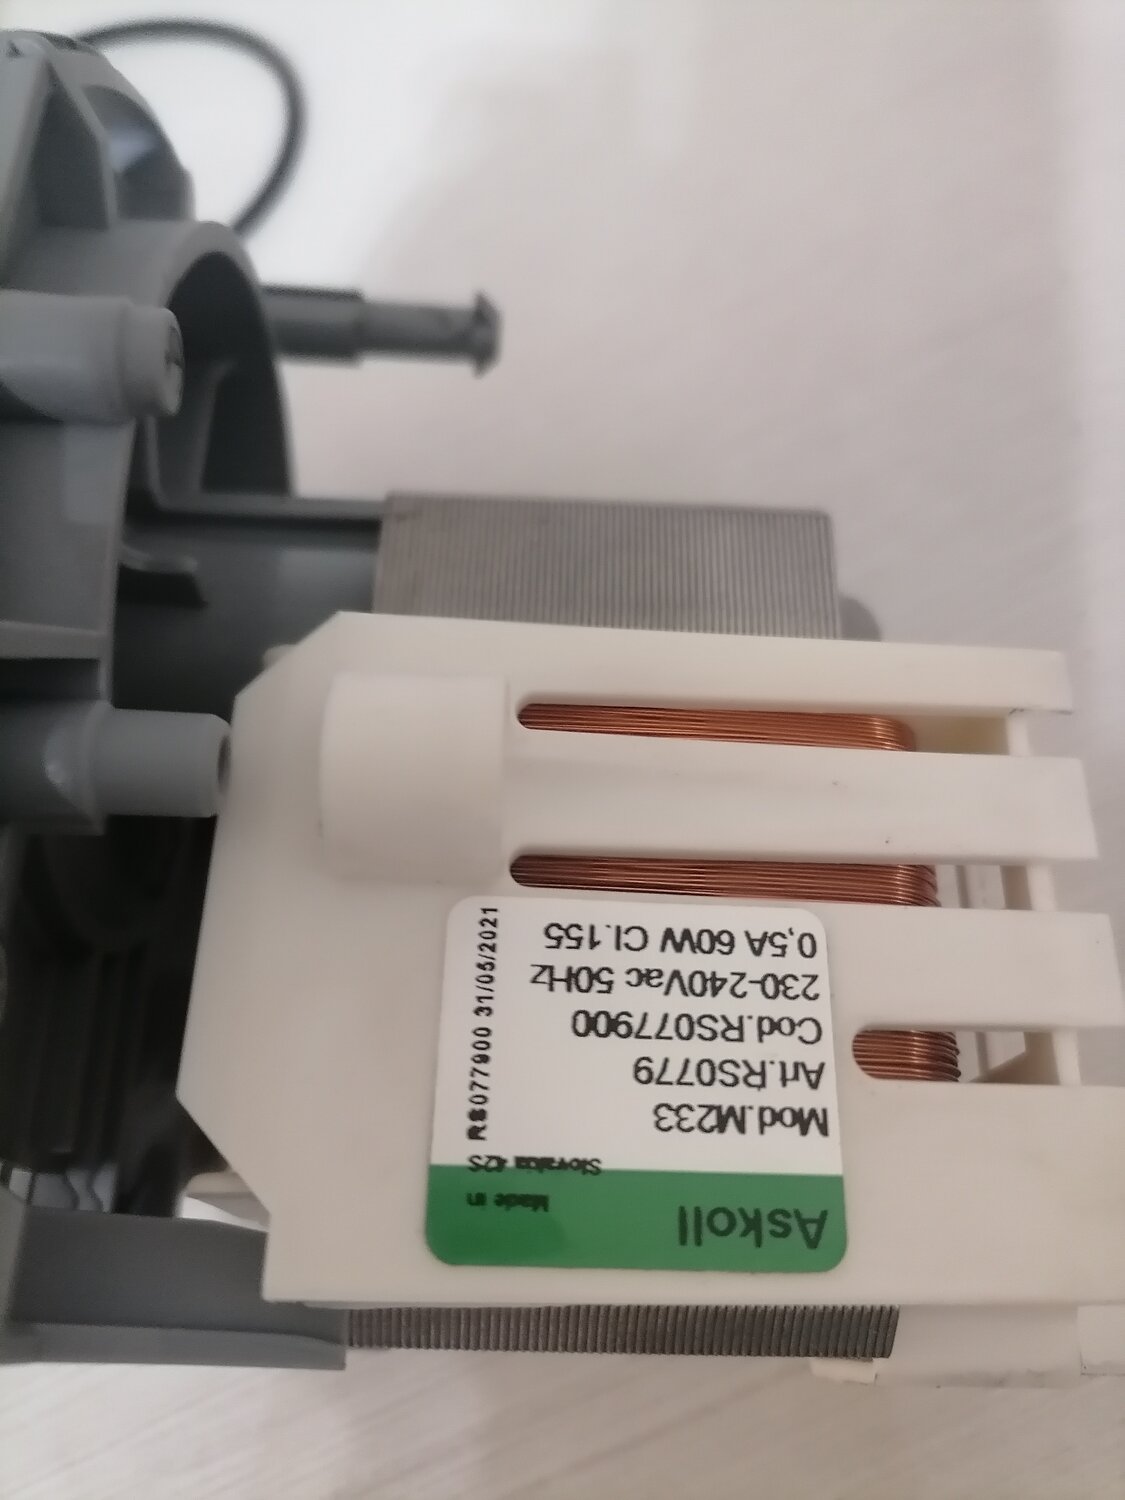 Askoll
Made in
Slovakia 42S
Mod.M233
Art.RS0779
Cod.RS077900
230-240Vac 50Hz
0,5A 60W Cl.155
RS077900 31/05/2021